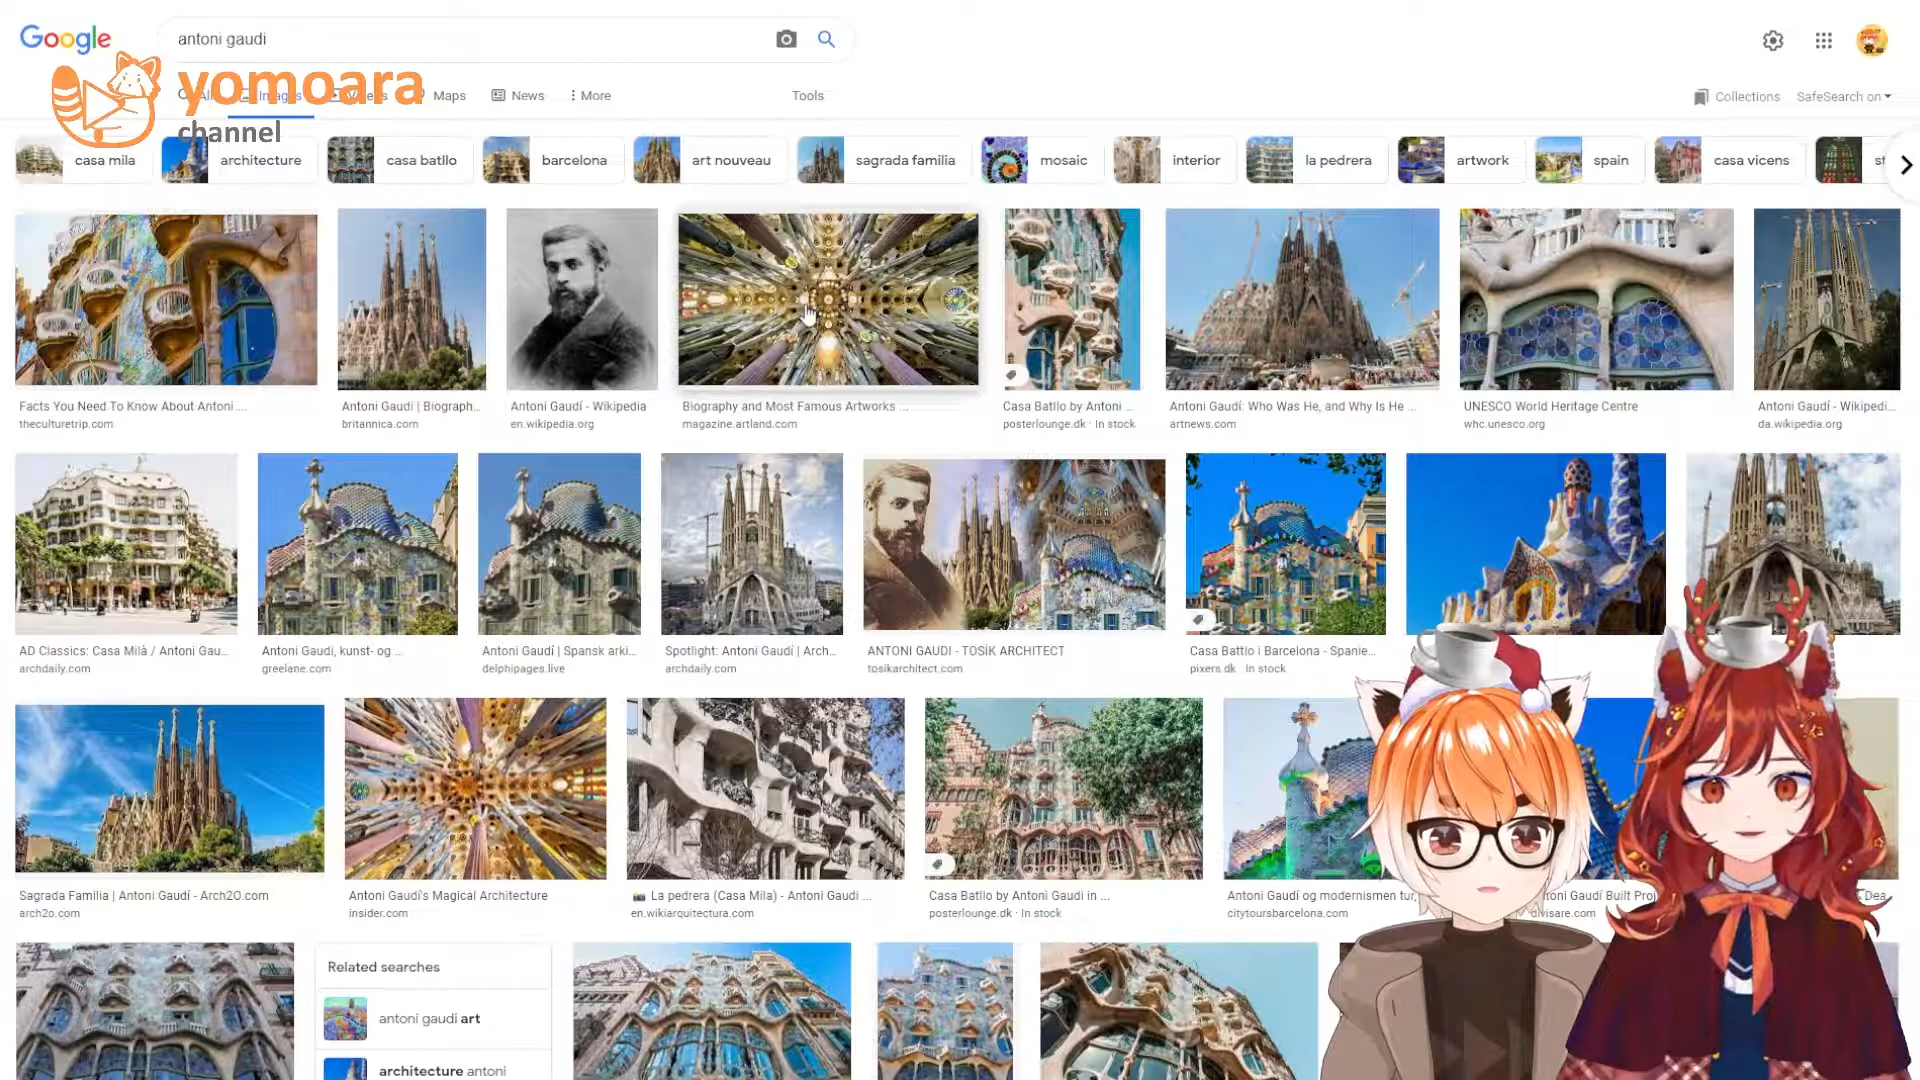 Google
antoni gaudi
yomoara
channel
Images
Maps
News
More
Tools
Collections
SafeSearch on
casa mila
architecture
casa batllo
barcelona
art nouveau
sagrada familia
mosaic
interior
la pedrera
artwork
spain
casa vicens
Facts You Need To Know About Antoni ...
theculturetrip.com
Antoni Gaudi | Biograph...
britannica.com
Antoni Gaudí - Wikipedia
en.wikipedia.org
Biography and Most Famous Artworks ...
magazine.artland.com
Casa Batllo by Antoni ...
posterlounge.dk · In stock
Antoni Gaudí: Who Was He, and Why Is He ...
artnews.com
UNESCO World Heritage Centre
whc.unesco.org
Antoni Gaudí - Wikipedi...
da.wikipedia.org
AD Classics: Casa Milà / Antoni Gau...
archdaily.com
Antoni Gaudi, kunst- og ...
greelane.com
Antoni Gaudí | Spansk arki...
delphipages.live
Spotlight: Antoni Gaudí | Arch...
archdaily.com
ANTONI GAUDI - TOSİK ARCHITECT
tosikarchitect.com
Casa Battlo i Barcelona - Spanie...
pixers.dk · In stock
Sagrada Familia | Antoni Gaudí - Arch2O.com
arch2o.com
Antoni Gaudí's Magical Architecture
insider.com
La pedrera (Casa Mila) - Antoni Gaudi ...
en.wikiarquitectura.com
Casa Batllo by Antoni Gaudi in ...
posterlounge.dk · In stock
Antoni Gaudí og modernismen tur,
citytoursbarcelona.com
Gaudí Built Proj
divisare.com
Related searches
antoni gaudi art
architecture antoni